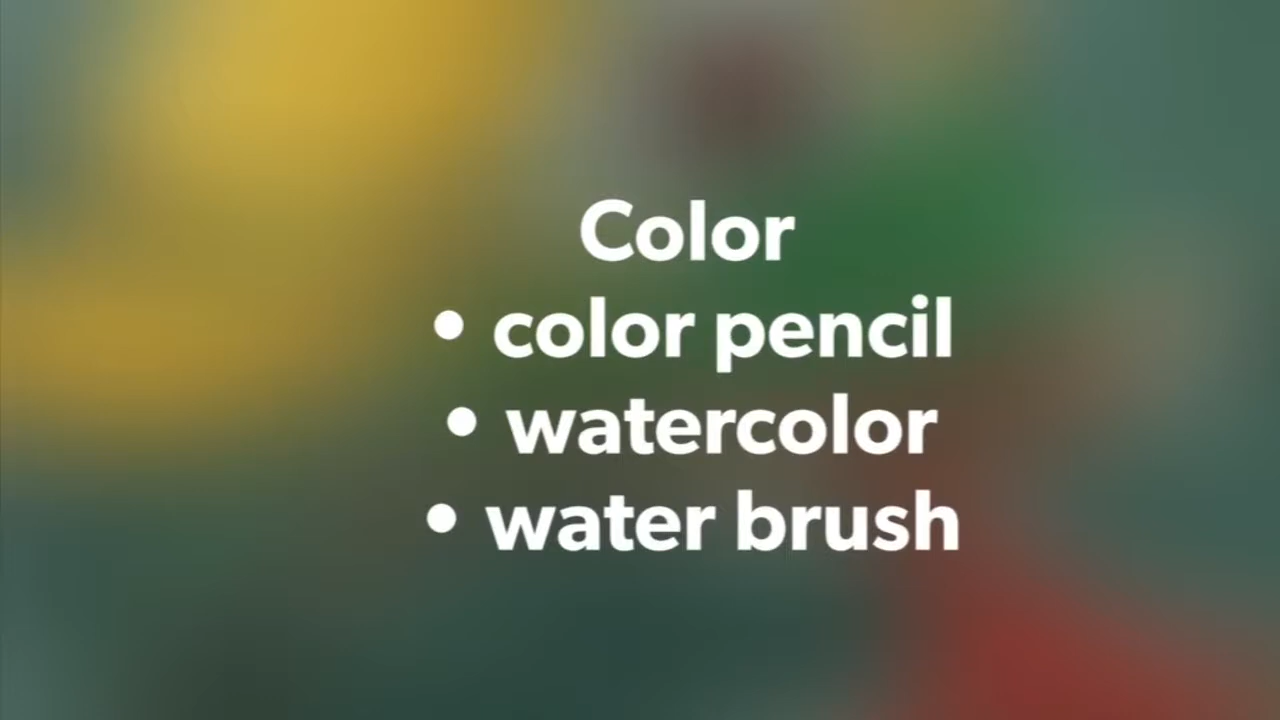 Color
• color pencil
• watercolor
• water brush